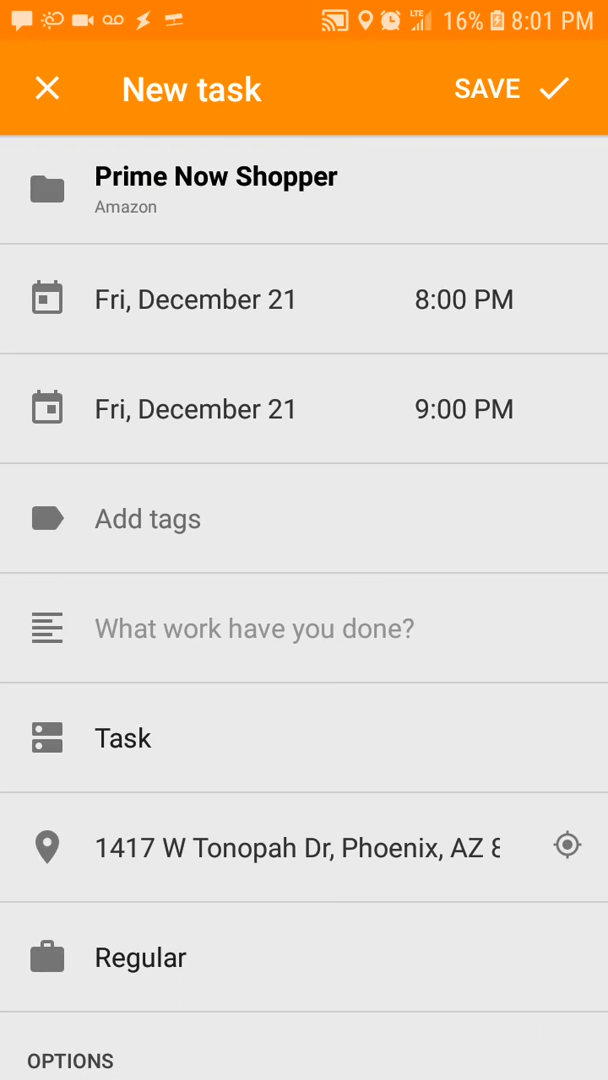 LTE 16% 8:01 PM
New task SAVE
Prime Now Shopper
Amazon
Fri, December 21 8:00 PM
Fri, December 21 9:00 PM
Add tags
What work have you done?
Task
1417 W Tonopah Dr, Phoenix, AZ 8
Regular
OPTIONS